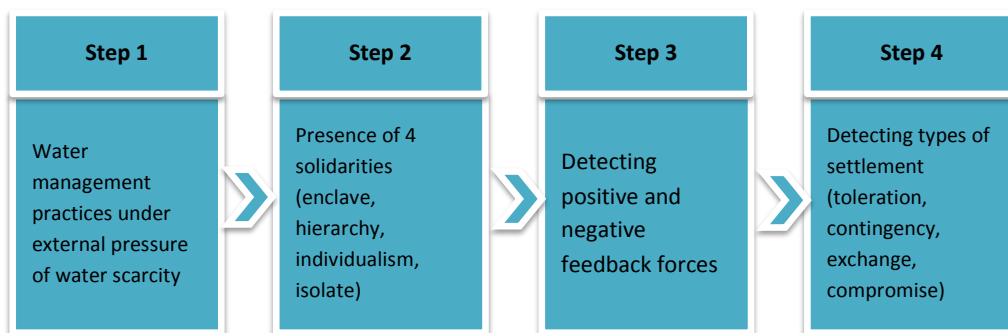 Step 1
Water
management
practices under
external pressure
of water scarcity
Step 2
Presence of 4
solidarities
(enclave,
hierarchy,
individualism,
isolate)
Step 3
Detecting
positive and
negative
feedback forces
Step 4
Detecting types of
settlement
(toleration,
contingency,
exchange,
compromise)